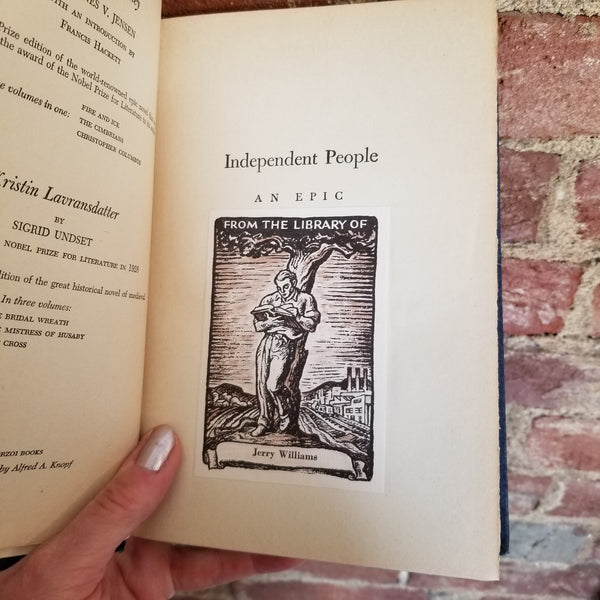 ES V. JENSEN
WITH AN INTRODUCTION BY
FRANCIS HACKETT
Prize edition of the world-renowned epic novel
the award of the Nobel Prize for Literature
volumes in one:
FIRE AND ICE
THE CIMBRIANS
CHRISTOPHER COLUMBUS
Kristin Lavransdatter
BY
SIGRID UNDSET
NOBEL PRIZE FOR LITERATURE IN 1928
dition of the great historical novel of medieval
In three volumes:
BRIDAL WREATH
MISTRESS OF HUSABY
CROSS
RZOI BOOKS
by Alfred A. Knopf
Independent People
AN EPIC
FROM THE LIBRARY OF
Jerry Williams